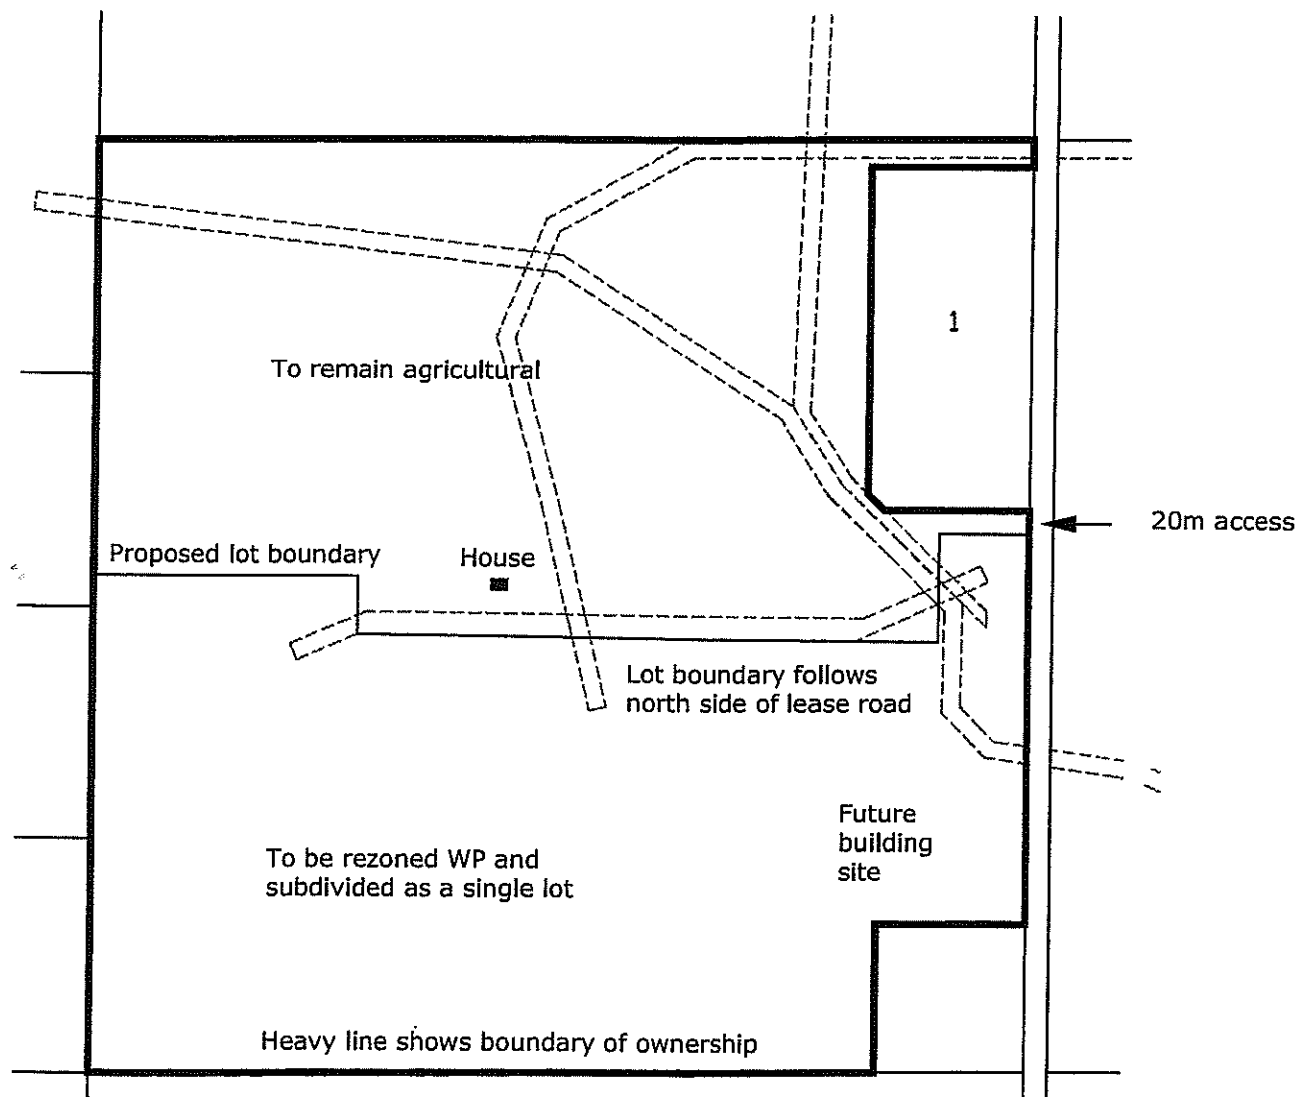 1
To remain agricultural
20m access
Proposed lot boundary
House
Lot boundary follows
north side of lease road
Future
building
site
To be rezoned WP and
subdivided as a single lot
Heavy line shows boundary of ownership